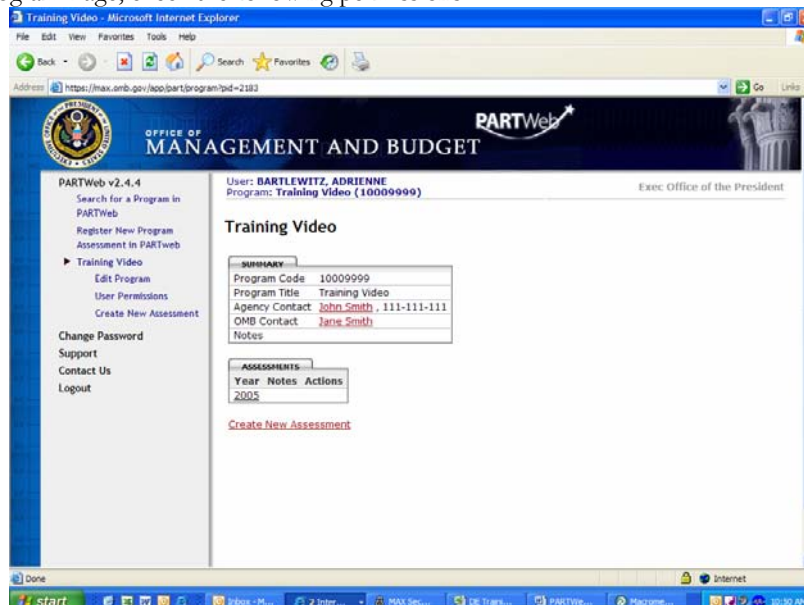 Training Video - Microsoft Internet Explorer
File Edit View Favorites Tools Help
Back Search Favorites
Address https://max.omb.gov/app/part/program?pid=2183 Go Links
OFFICE OF
MANAGEMENT AND BUDGET
PARTWeb
PARTWeb v2.4.4
Search for a Program in
PARTWeb
Register New Program
Assessment in PARTweb
Training Video
Edit Program
User Permissions
Create New Assessment
Change Password
Support
Contact Us
Logout
User: BARTLEWITZ, ADRIENNE
Program: Training Video (10009999)
Exec Office of the President
Training Video
SUMMARY
Program Code 10009999
Program Title Training Video
Agency Contact John Smith , 111-111-111
OMB Contact Jane Smith
Notes
ASSESSMENTS
Year Notes Actions
2005
Create New Assessment
Done Internet
start Inbox - M... 2 Inter... MAX Sec... DE Trani... PARTWe... Macrome... 10:50 AM